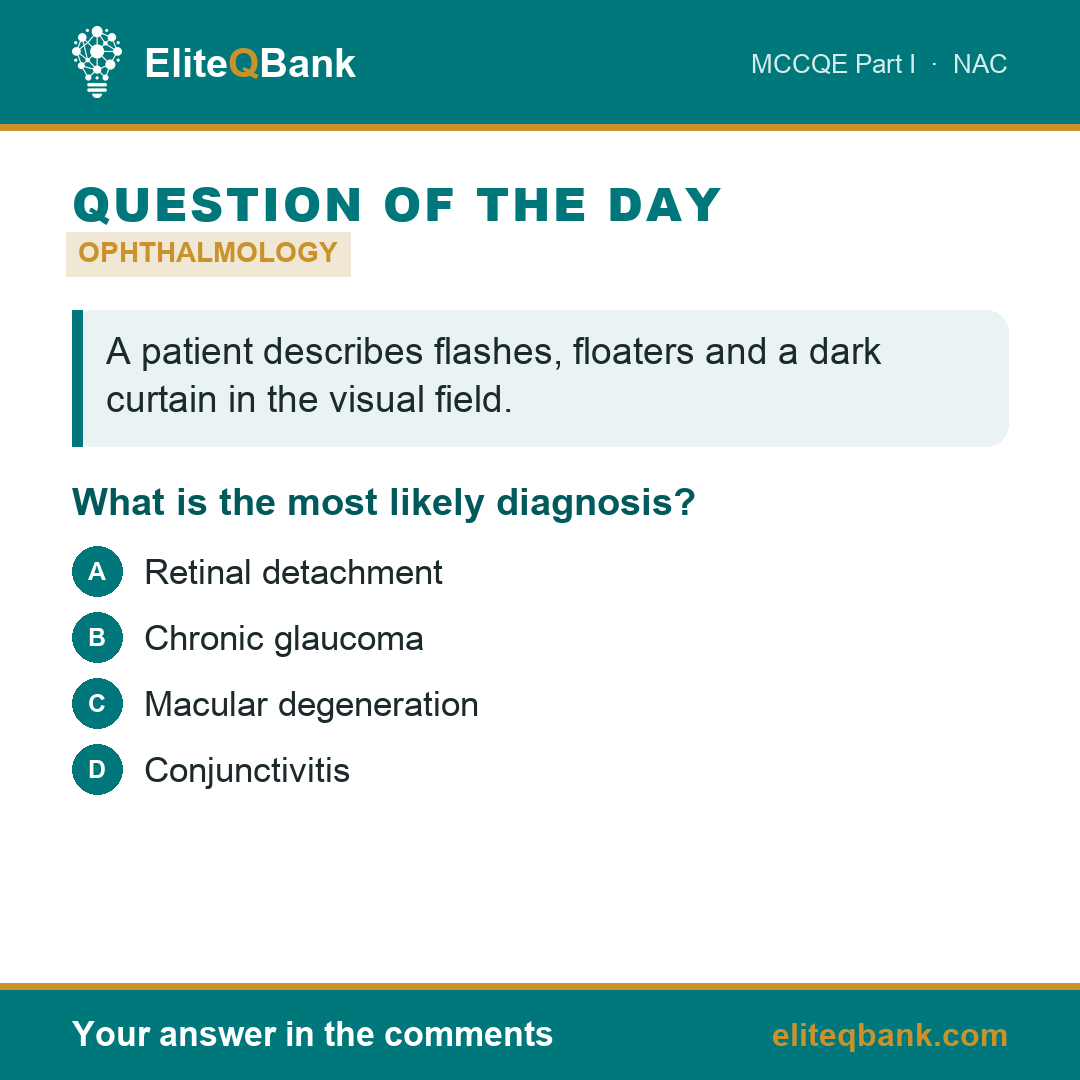 EliteQBank
MCCQE Part I · NAC
QUESTION OF THE DAY
OPHTHALMOLOGY
A patient describes flashes, floaters and a dark
curtain in the visual field.
What is the most likely diagnosis?
A Retinal detachment
B Chronic glaucoma
C Macular degeneration
D Conjunctivitis
Your answer in the comments
eliteqbank.com